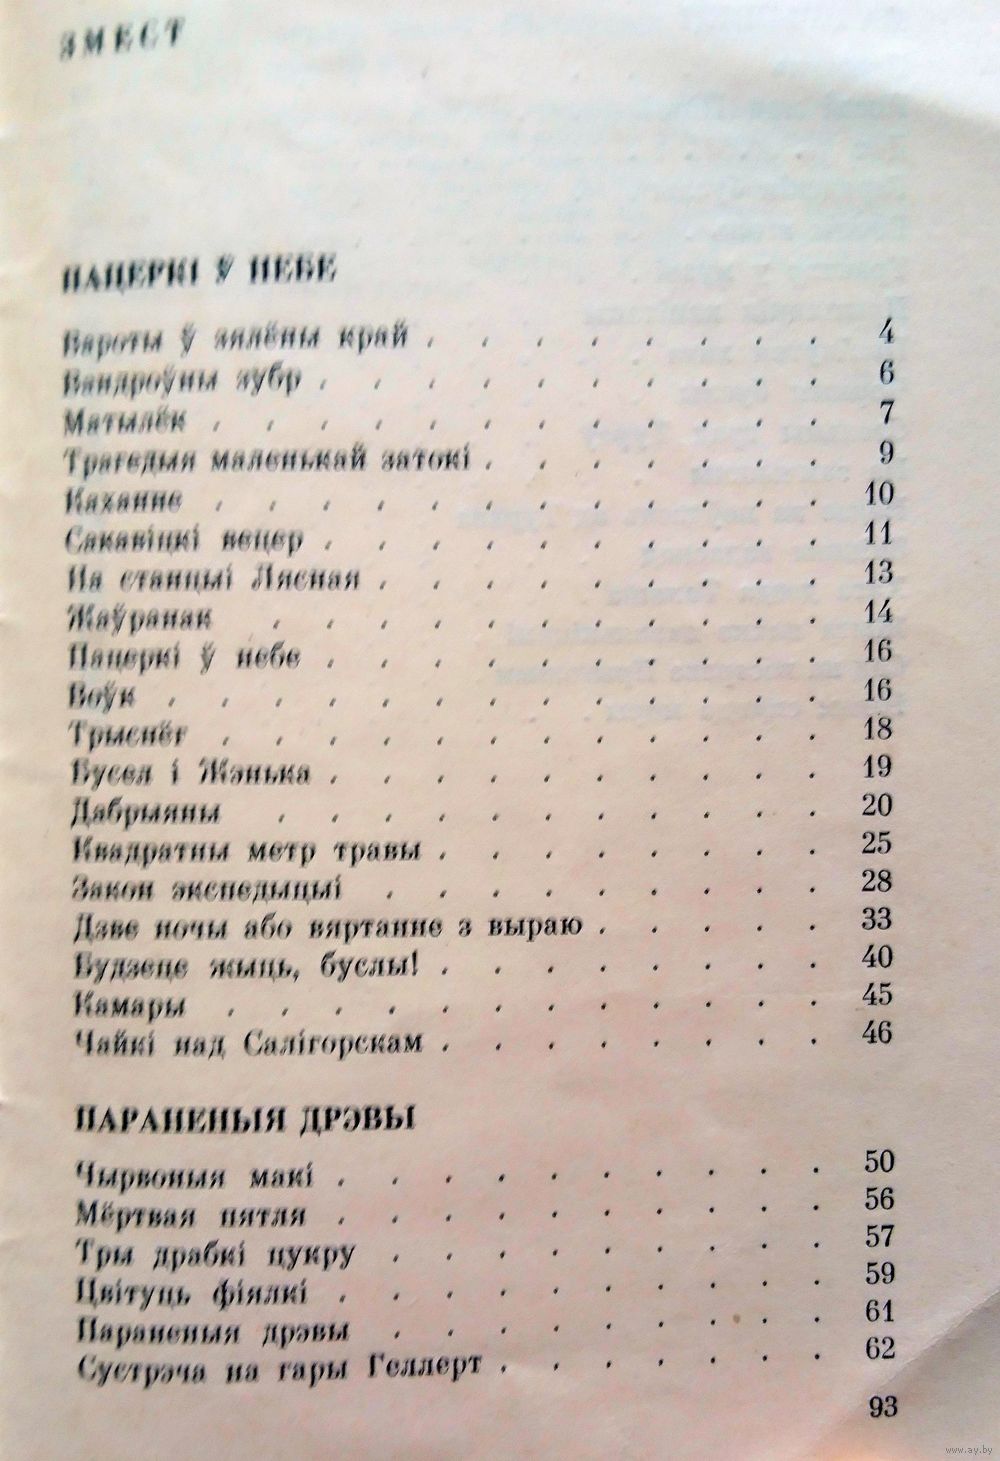 ЗМЕСТ
ПАЦЕРКІ Ў НЕБЕ
Вароты ў зялёны край . . . . . . . . 4
Вандроўны зубр . . . . . . . . . . 6
Матылёк . . . . . . . . . . . . 7
Трагедыя маленькай затокі . . . . . . . 9
Каханне . . . . . . . . . . . . 10
Сакавіцкі вецер . . . . . . . . . . 11
На станцыі Лясная . . . . . . . . . 13
Жаўранак . . . . . . . . . . . 14
Пацеркі ў небе . . . . . . . . . . 16
Воўк . . . . . . . . . . . . . 16
Трыснёг . . . . . . . . . . . . 18
Бусел і Жэнька . . . . . . . . . . 19
Дабрыяны . . . . . . . . . . . 20
Квадратны метр травы . . . . . . . . 25
Закон экспедыцыі . . . . . . . . . 28
Дзве ночы або вяртанне з выраю . . . . . 33
Будзеце жыць, буслы! . . . . . . . . 40
Камары . . . . . . . . . . . . 45
Чайкі над Салігорскам . . . . . . . . 46
ПАРАНЕНЫЯ ДРЭВЫ
Чырвоныя макі . . . . . . . . . . 50
Мёртвая пятля . . . . . . . . . . 56
Тры драбкі цукру . . . . . . . . . 57
Цвітуць фіялкі . . . . . . . . . . 59
Параненыя дрэвы . . . . . . . . . 61
Сустрэча на гары Геллерт . . . . . . . 62
93
www.ay.by